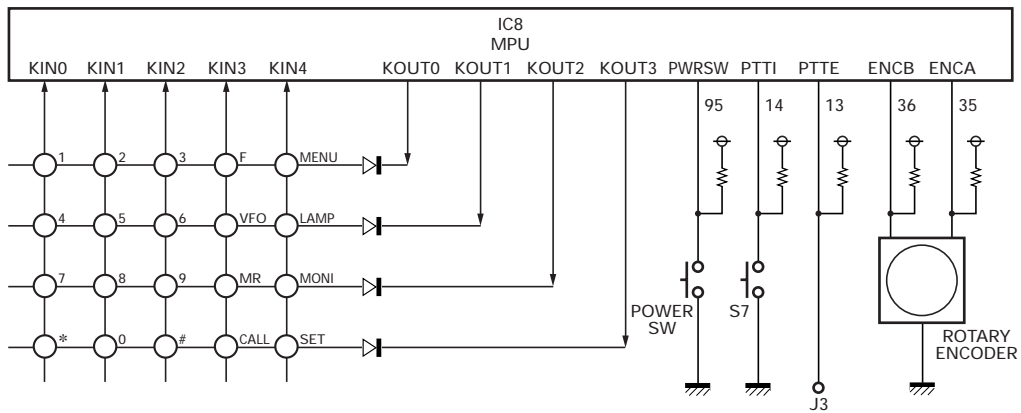 IC8
MPU
KIN0 KIN1 KIN2 KIN3 KIN4 KOUT0 KOUT1 KOUT2 KOUT3 PWRSW PTTI PTTE ENCB ENCA
95 14 13 36 35
1 2 3 F MENU
4 5 6 VFO LAMP
7 8 9 MR MONI
POWER
SW
S7
* 0 # CALL SET
ROTARY
ENCODER
J3